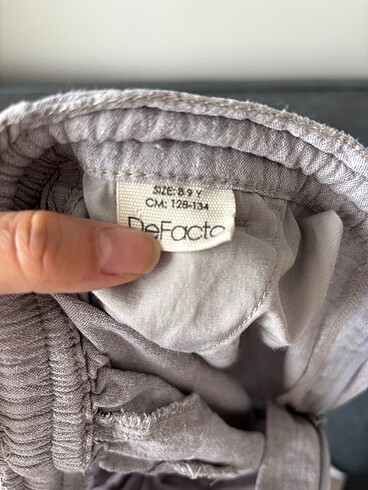 SIZE: 8-9 Y
CM: 128-134
DeFacto